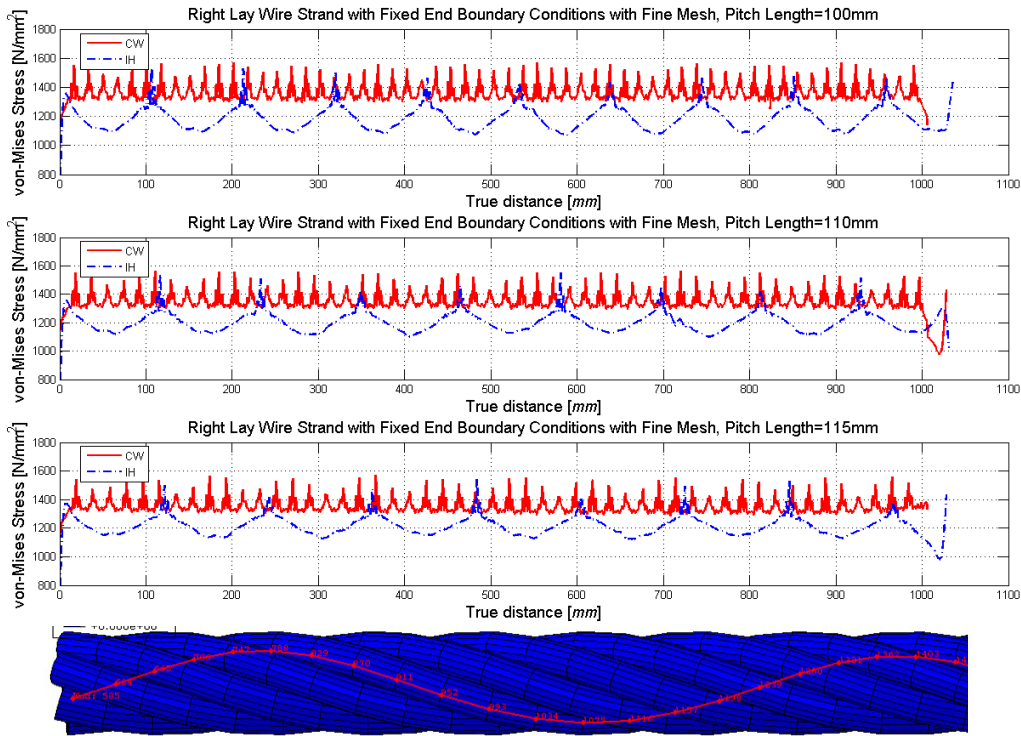 Right Lay Wire Strand with Fixed End Boundary Conditions with Fine Mesh, Pitch Length=100mm
von-Mises Stress [N/mm²]
1800
1600
1400
1200
1000
800
CW
IH
0 100 200 300 400 500 600 700 800 900 1000 1100
True distance [mm]
Right Lay Wire Strand with Fixed End Boundary Conditions with Fine Mesh, Pitch Length=110mm
von-Mises Stress [N/mm²]
1800
1600
1400
1200
1000
800
CW
IH
0 100 200 300 400 500 600 700 800 900 1000 1100
True distance [mm]
Right Lay Wire Strand with Fixed End Boundary Conditions with Fine Mesh, Pitch Length=115mm
von-Mises Stress [N/mm²]
1800
1600
1400
1200
1000
800
CW
IH
0 100 200 300 400 500 600 700 800 900 1000 1100
True distance [mm]